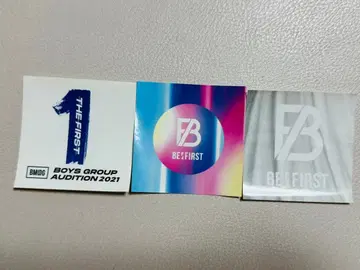 1
THE FIRST
BMSG
BOYS GROUP
AUDITION 2021
BE:FIRST
BE:FIRST